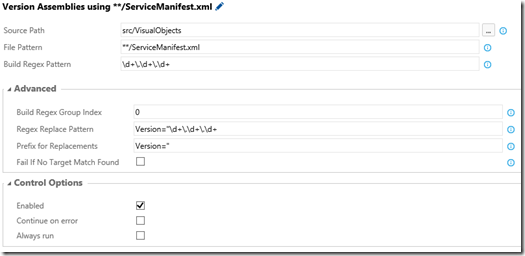 Version Assemblies using **/ServiceManifest.xml
Source Path src/VisualObjects ...
File Pattern **/ServiceManifest.xml
Build Regex Pattern \d+\.\d+\.\d+
Advanced
Build Regex Group Index 0
Regex Replace Pattern Version="\d+\.\d+\.\d+
Prefix for Replacements Version="
Fail If No Target Match Found
Control Options
Enabled
Continue on error
Always run